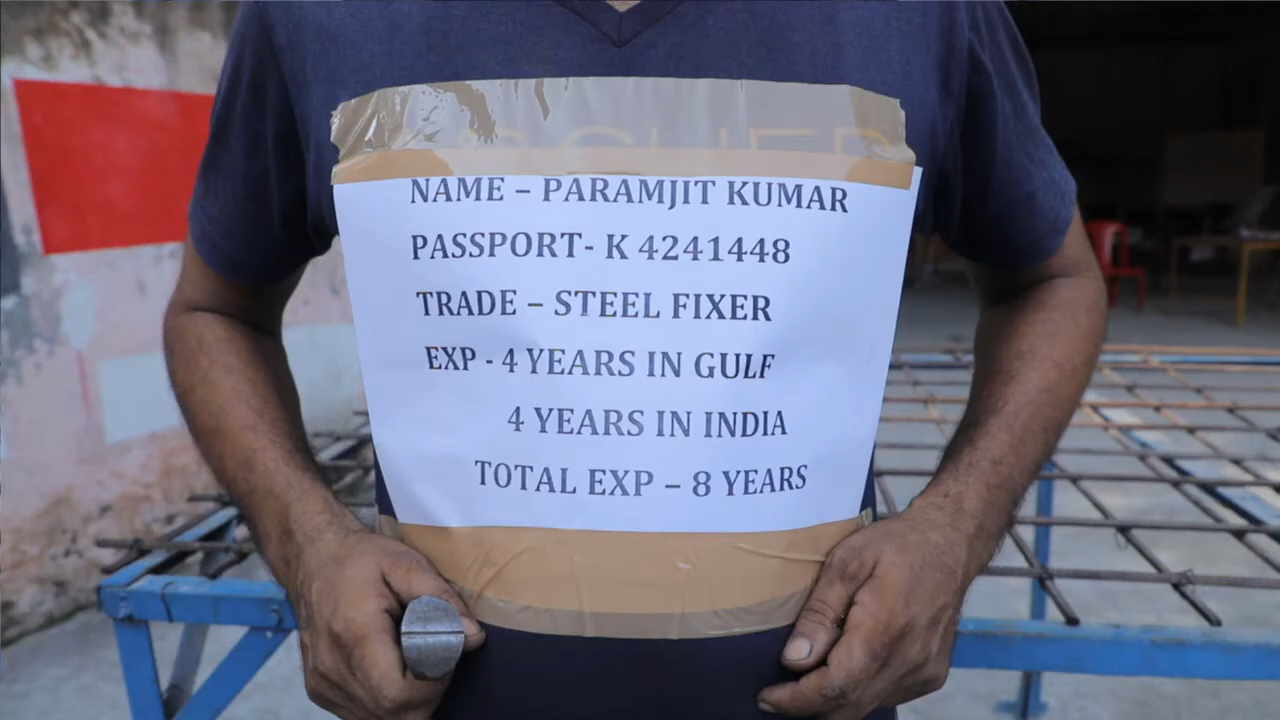 NAME – PARAMJIT KUMAR
PASSPORT- K 4241448
TRADE – STEEL FIXER
EXP - 4 YEARS IN GULF
4 YEARS IN INDIA
TOTAL EXP – 8 YEARS